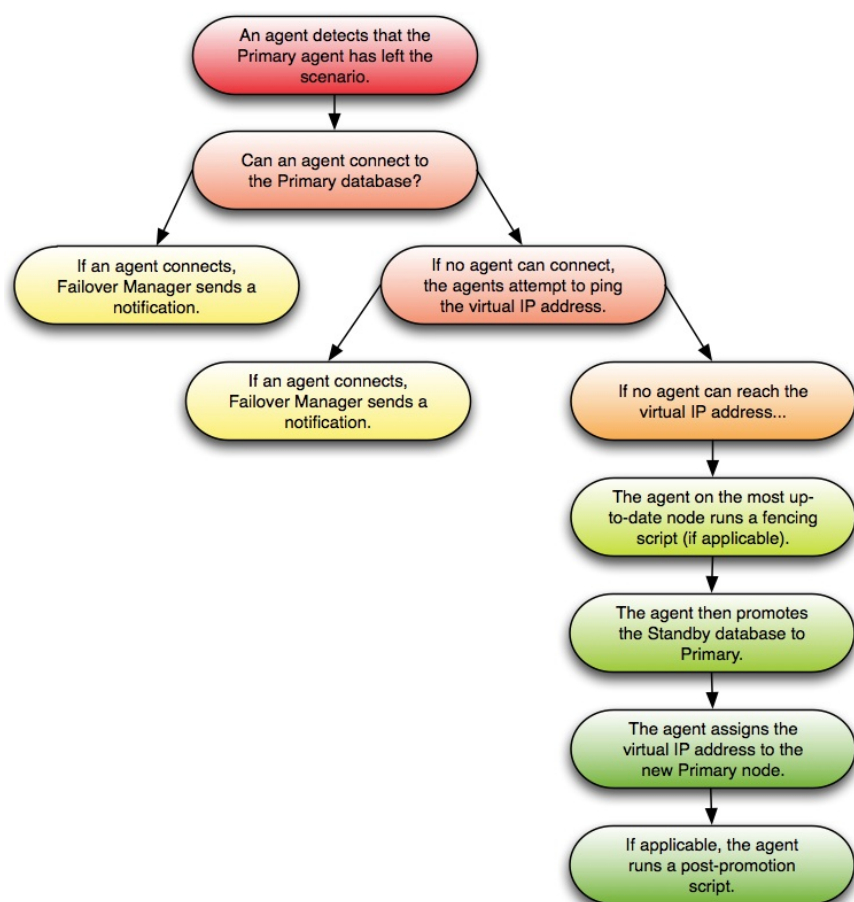 An agent detects that the
Primary agent has left the
scenario.
Can an agent connect to
the Primary database?
If an agent connects,
Failover Manager sends a
notification.
If no agent can connect,
the agents attempt to ping
the virtual IP address.
If an agent connects,
Failover Manager sends a
notification.
If no agent can reach the
virtual IP address...
The agent on the most up-
to-date node runs a fencing
script (if applicable).
The agent then promotes
the Standby database to
Primary.
The agent assigns the
virtual IP address to the
new Primary node.
If applicable, the agent
runs a post-promotion
script.